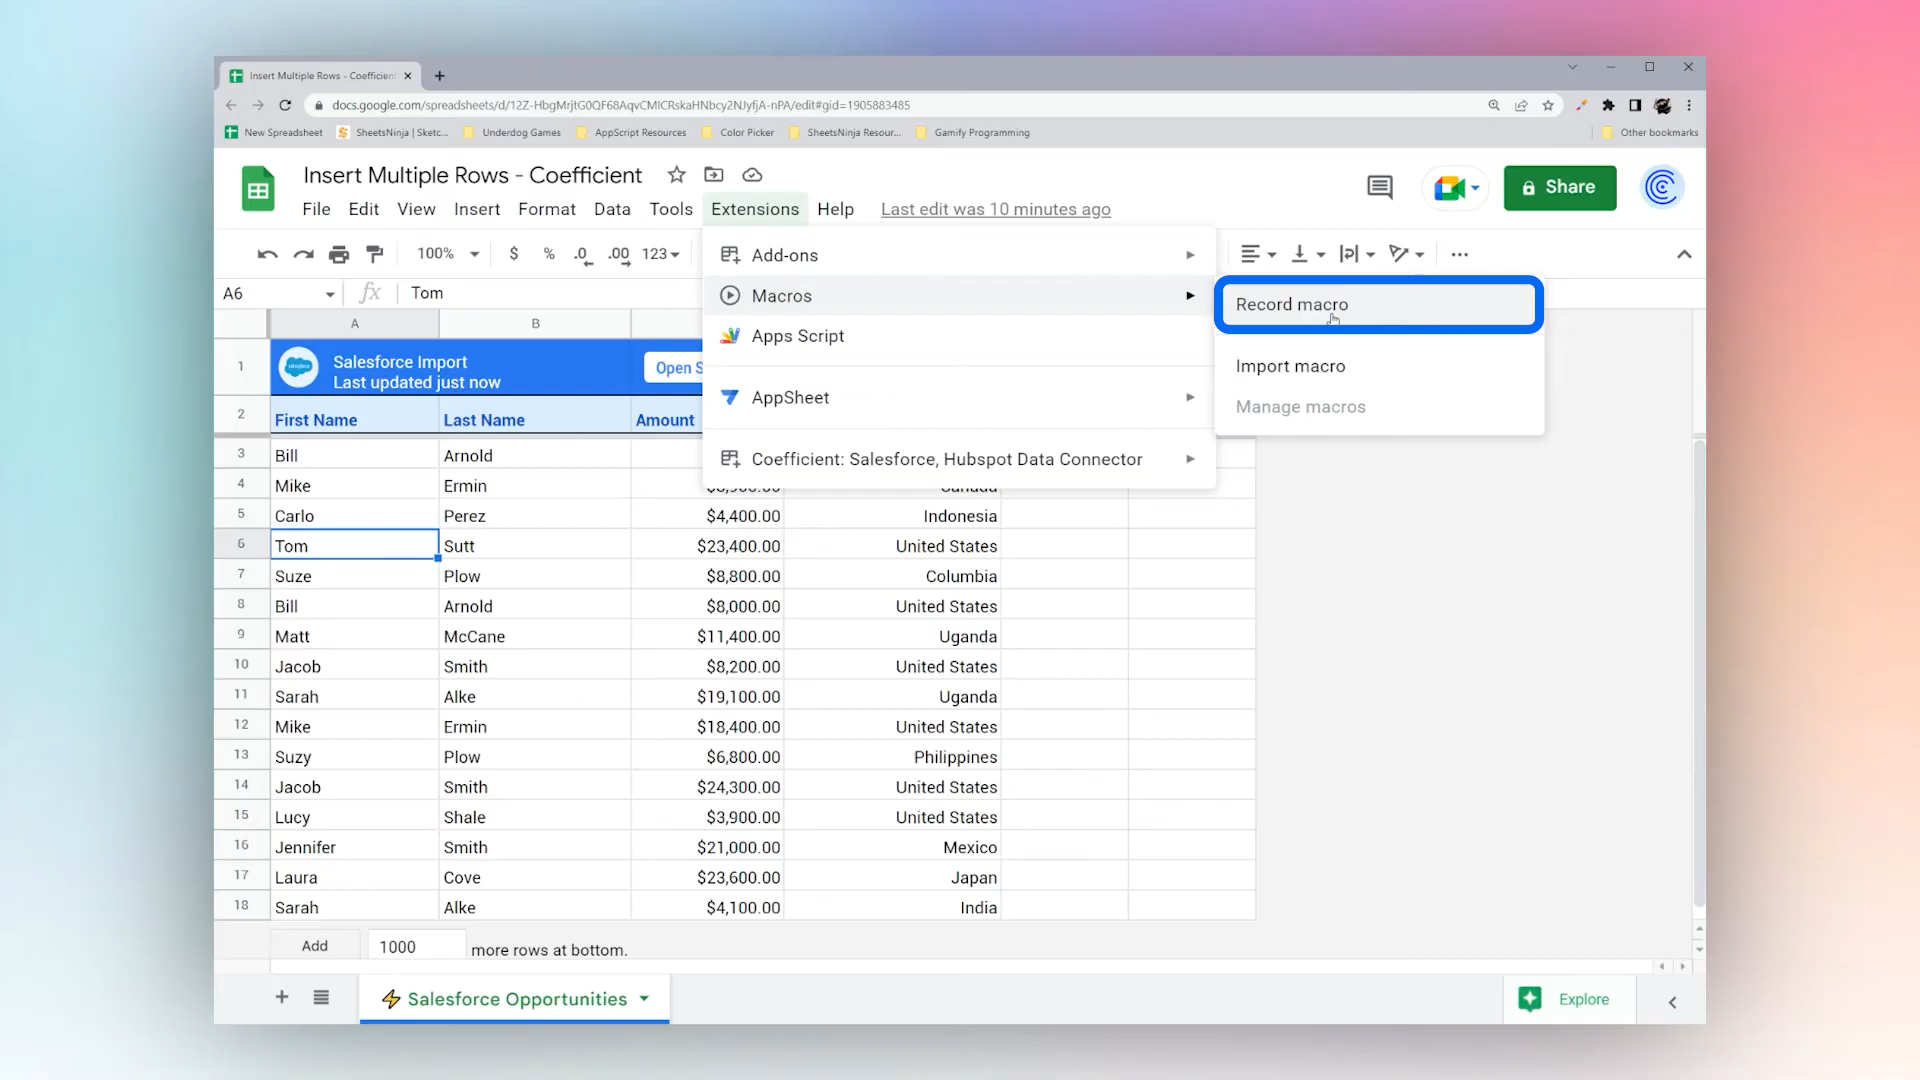 Insert Multiple Rows - Coefficien
docs.google.com/spreadsheets/d/12Z-HbgMrjtG0QF68AqvCMICRskaHNbcy2NJyfjA-nPA/edit#gid=1905883485
New Spreadsheet SheetsNinja | Sketc... Underdog Games AppScript Resources Color Picker SheetsNinja Resour... Gamify Programming Other bookmarks
Insert Multiple Rows - Coefficient
Share
File Edit View Insert Format Data Tools Extensions Help Last edit was 10 minutes ago
100% $ % .0 .00 123
A6 fx Tom
Add-ons
Macros
Apps Script
AppSheet
Coefficient: Salesforce, Hubspot Data Connector
Record macro
Import macro
Manage macros
A B
1 Salesforce Import
Last updated just now
Open S
2 First Name Last Name Amount
3 Bill Arnold
4 Mike Ermin Canada
5 Carlo Perez $4,400.00 Indonesia
6 Tom Sutt $23,400.00 United States
7 Suze Plow $8,800.00 Columbia
8 Bill Arnold $8,000.00 United States
9 Matt McCane $11,400.00 Uganda
10 Jacob Smith $8,200.00 United States
11 Sarah Alke $19,100.00 Uganda
12 Mike Ermin $18,400.00 United States
13 Suzy Plow $6,800.00 Philippines
14 Jacob Smith $24,300.00 United States
15 Lucy Shale $3,900.00 United States
16 Jennifer Smith $21,000.00 Mexico
17 Laura Cove $23,600.00 Japan
18 Sarah Alke $4,100.00 India
Add 1000 more rows at bottom.
Salesforce Opportunities
Explore